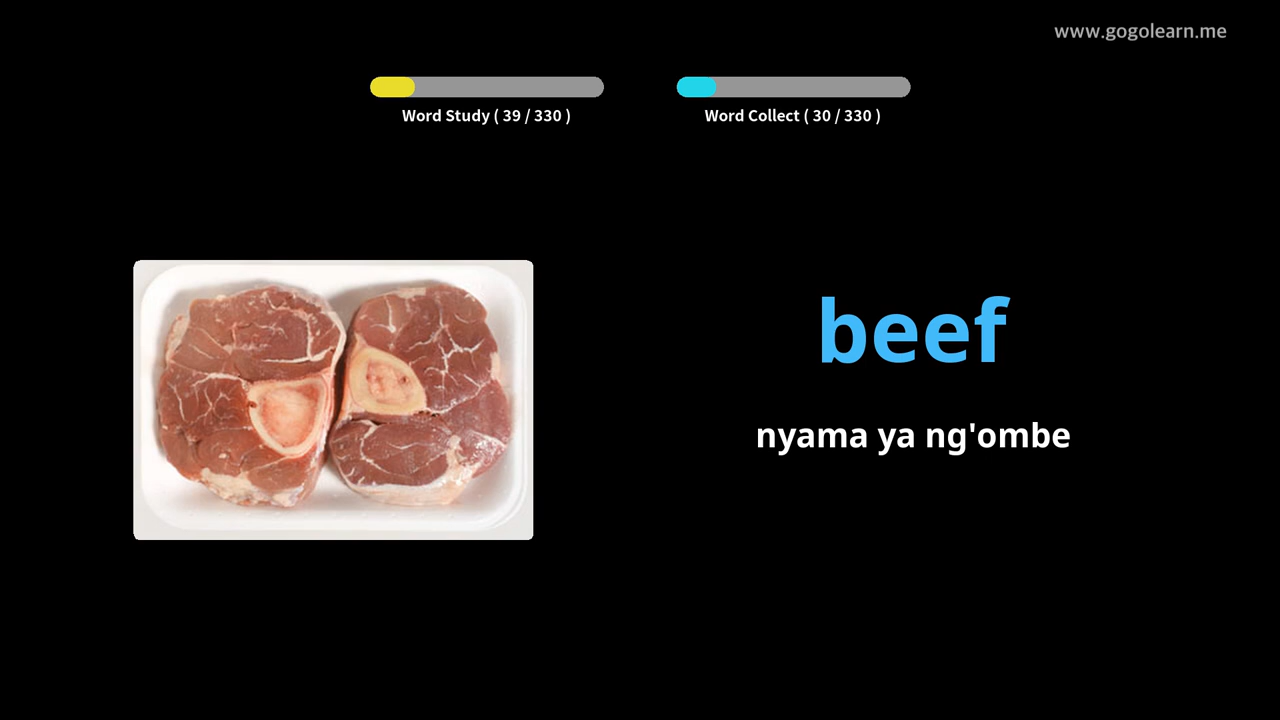 www.gogolearn.me
Word Study ( 39 / 330 )
Word Collect ( 30 / 330 )
beef
nyama ya ng'ombe